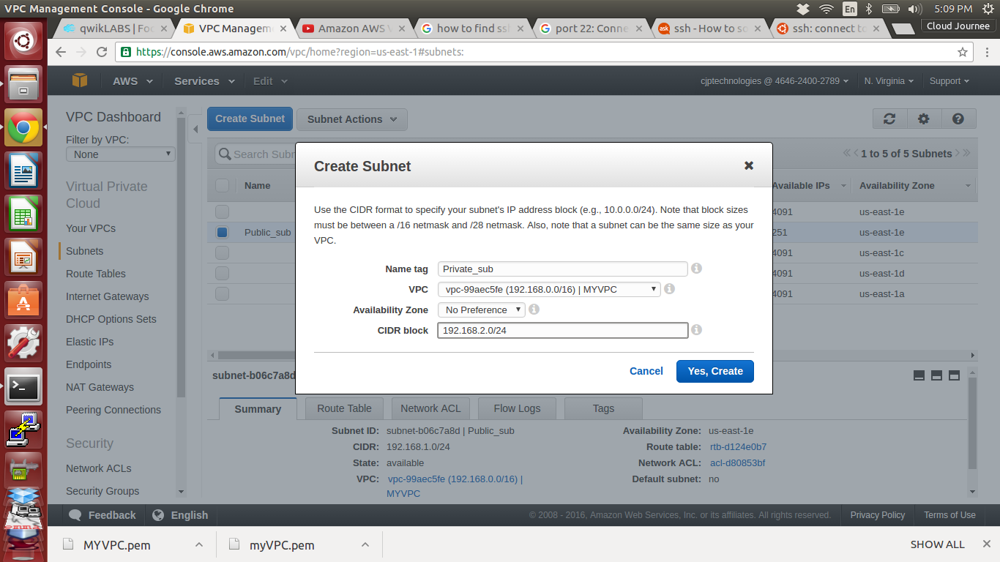 VPC Management Console - Google Chrome
En
5:09 PM
qwikLABS | Foc
VPC Managem
Amazon AWS V
how to find ssh
port 22: Conne
ssh - How to so
ssh: connect to
Cloud Journee
https://console.aws.amazon.com/vpc/home?region=us-east-1#subnets:
AWS
Services
Edit
cjptechnologies @ 4646-2400-2789
N. Virginia
Support
VPC Dashboard
Filter by VPC:
None
Virtual Private
Cloud
Your VPCs
Subnets
Route Tables
Internet Gateways
DHCP Options Sets
Elastic IPs
Endpoints
NAT Gateways
Peering Connections
Security
Network ACLs
Security Groups
Create Subnet
Subnet Actions
Search Subn
1 to 5 of 5 Subnets
Name
Available IPs
Availability Zone
4091
us-east-1e
Public_sub
251
us-east-1e
4091
us-east-1c
4091
us-east-1d
4091
us-east-1a
Create Subnet
Use the CIDR format to specify your subnet's IP address block (e.g., 10.0.0.0/24). Note that block sizes
must be between a /16 netmask and /28 netmask. Also, note that a subnet can be the same size as your
VPC.
Name tag
Private_sub
VPC
vpc-99aec5fe (192.168.0.0/16) | MYVPC
Availability Zone
No Preference
CIDR block
192.168.2.0/24
Cancel
Yes, Create
subnet-b06c7a8d
Summary
Route Table
Network ACL
Flow Logs
Tags
Subnet ID: subnet-b06c7a8d | Public_sub
CIDR: 192.168.1.0/24
State: available
VPC: vpc-99aec5fe (192.168.0.0/16) |
MYVPC
Availability Zone: us-east-1e
Route table: rtb-d124e0b7
Network ACL: acl-d80853bf
Default subnet: no
Feedback
English
© 2008 - 2016, Amazon Web Services, Inc. or its affiliates. All rights reserved.
Privacy Policy
Terms of Use
MYVPC.pem
myVPC.pem
SHOW ALL